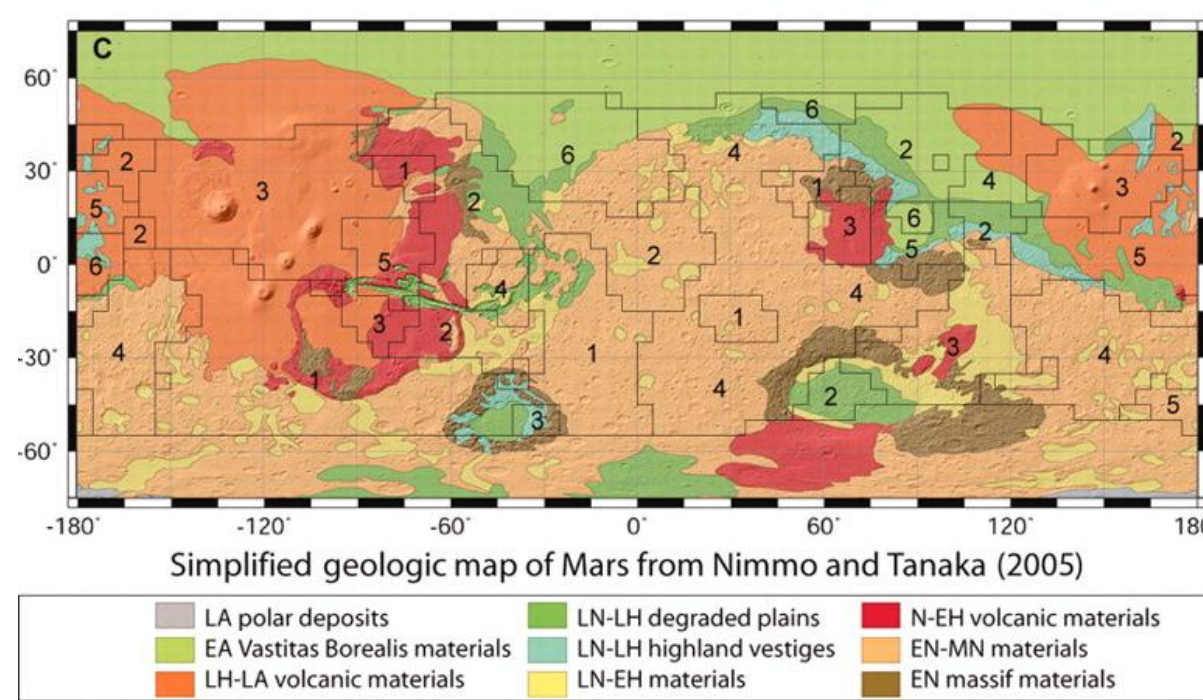 C
60˚
6
2 6 4 2 2
30˚ 1
3 1 4 3
5 2 6
2 3 2
0˚ 6 5 2 5 5
4 4
3 2 1
-30˚ 4 1 3 4
1 4 2 5
3
-60˚
-180˚ -120˚ -60˚ 0˚ 60˚ 120˚ 180
Simplified geologic map of Mars from Nimmo and Tanaka (2005)
LA polar deposits
EA Vastitas Borealis materials
LH-LA volcanic materials
LN-LH degraded plains
LN-LH highland vestiges
LN-EH materials
N-EH volcanic materials
EN-MN materials
EN massif materials